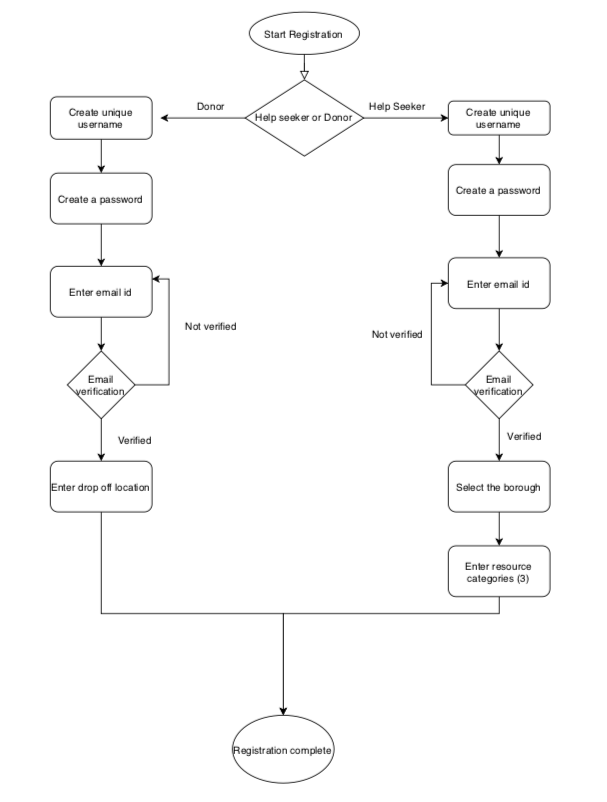 Start Registration
Donor
Help seeker or Donor
Help Seeker
Create unique
username
Create unique
username
Create a password
Create a password
Enter email id
Enter email id
Not verified
Not verified
Email
verification
Email
verification
Verified
Verified
Enter drop off location
Select the borough
Enter resource
categories (3)
Registration complete